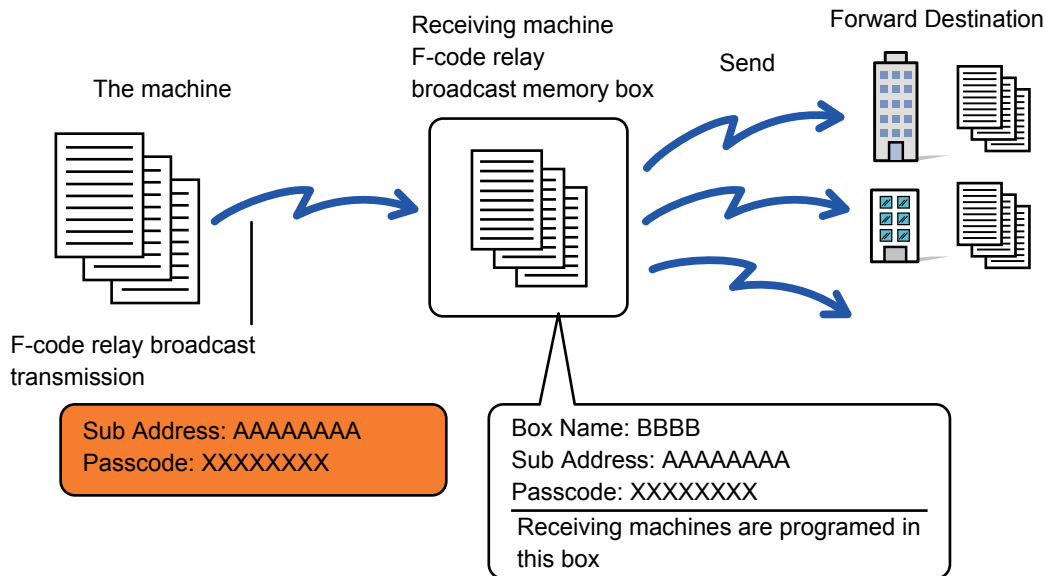 The machine
Receiving machine
F-code relay
broadcast memory box
Send
Forward Destination
F-code relay broadcast
transmission
Sub Address: AAAAAAAA
Passcode: XXXXXXXX
Box Name: BBBB
Sub Address: AAAAAAAA
Passcode: XXXXXXXX
Receiving machines are programed in
this box